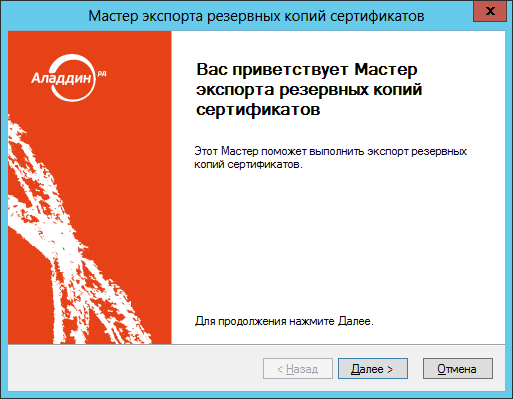 Мастер экспорта резервных копий сертификатов
x
Аладдин РД
Вас приветствует Мастер
экспорта резервных копий
сертификатов
Этот Мастер поможет выполнить экспорт резервных
копий сертификатов.
Для продолжения нажмите Далее.
< Назад
Далее >
Отмена